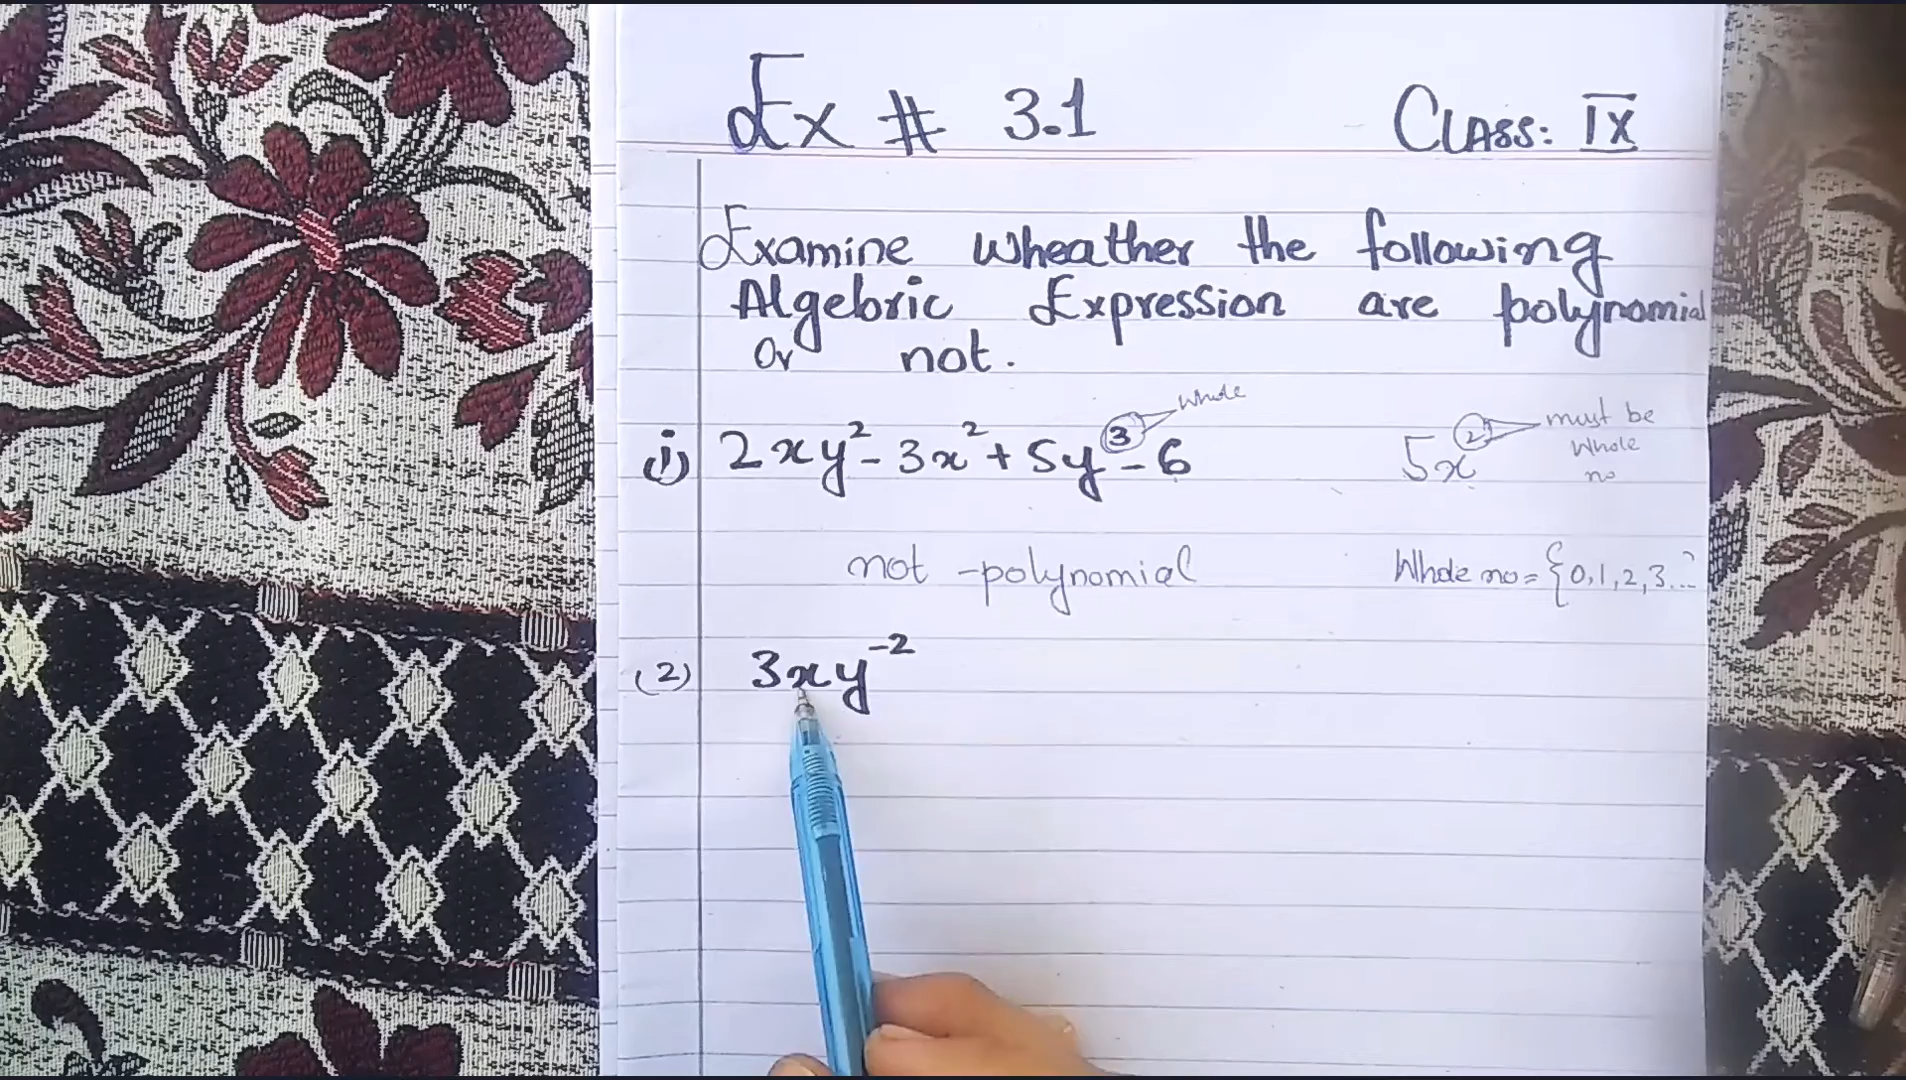 Ex # 3.1 CLASS: IX
Examine wheather the following
Algebric Expression are polynomial
Or not.
whole
(i) 2xy² - 3x² + 5y³ - 6
5x² must be
whole
no
not - polynomial
Whole no = {0,1,2,3...
(2) 3xy⁻²